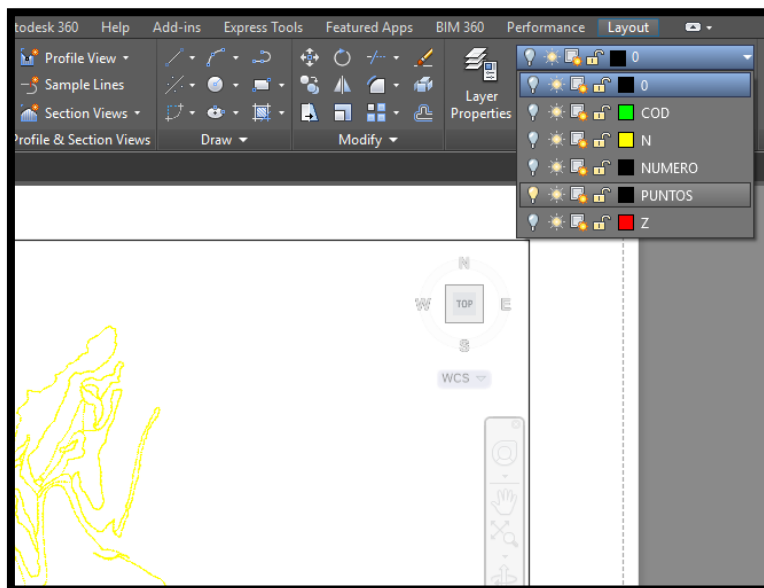 todesk 360 Help Add-ins Express Tools Featured Apps BIM 360 Performance Layout
Profile View
Sample Lines
Section Views
Profile & Section Views
Draw
Modify
Layer
Properties
0
0
COD
N
NUMERO
PUNTOS
Z
N
W
TOP
E
S
WCS